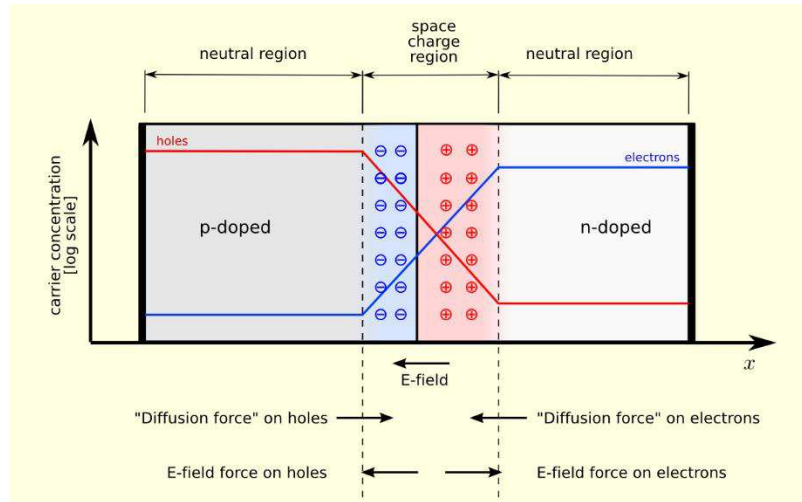 space
charge
region
neutral region
neutral region
holes
electrons
carrier concentration
[log scale]
p-doped
n-doped
⊖ ⊖ ⊕ ⊕
⊖ ⊖ ⊕ ⊕
⊖ ⊖ ⊕ ⊕
⊖ ⊖ ⊕ ⊕
⊖ ⊖ ⊕ ⊕
⊖ ⊖ ⊕ ⊕
⊖ ⊖ ⊕ ⊕
x
E-field
"Diffusion force" on holes
"Diffusion force" on electrons
E-field force on holes
E-field force on electrons